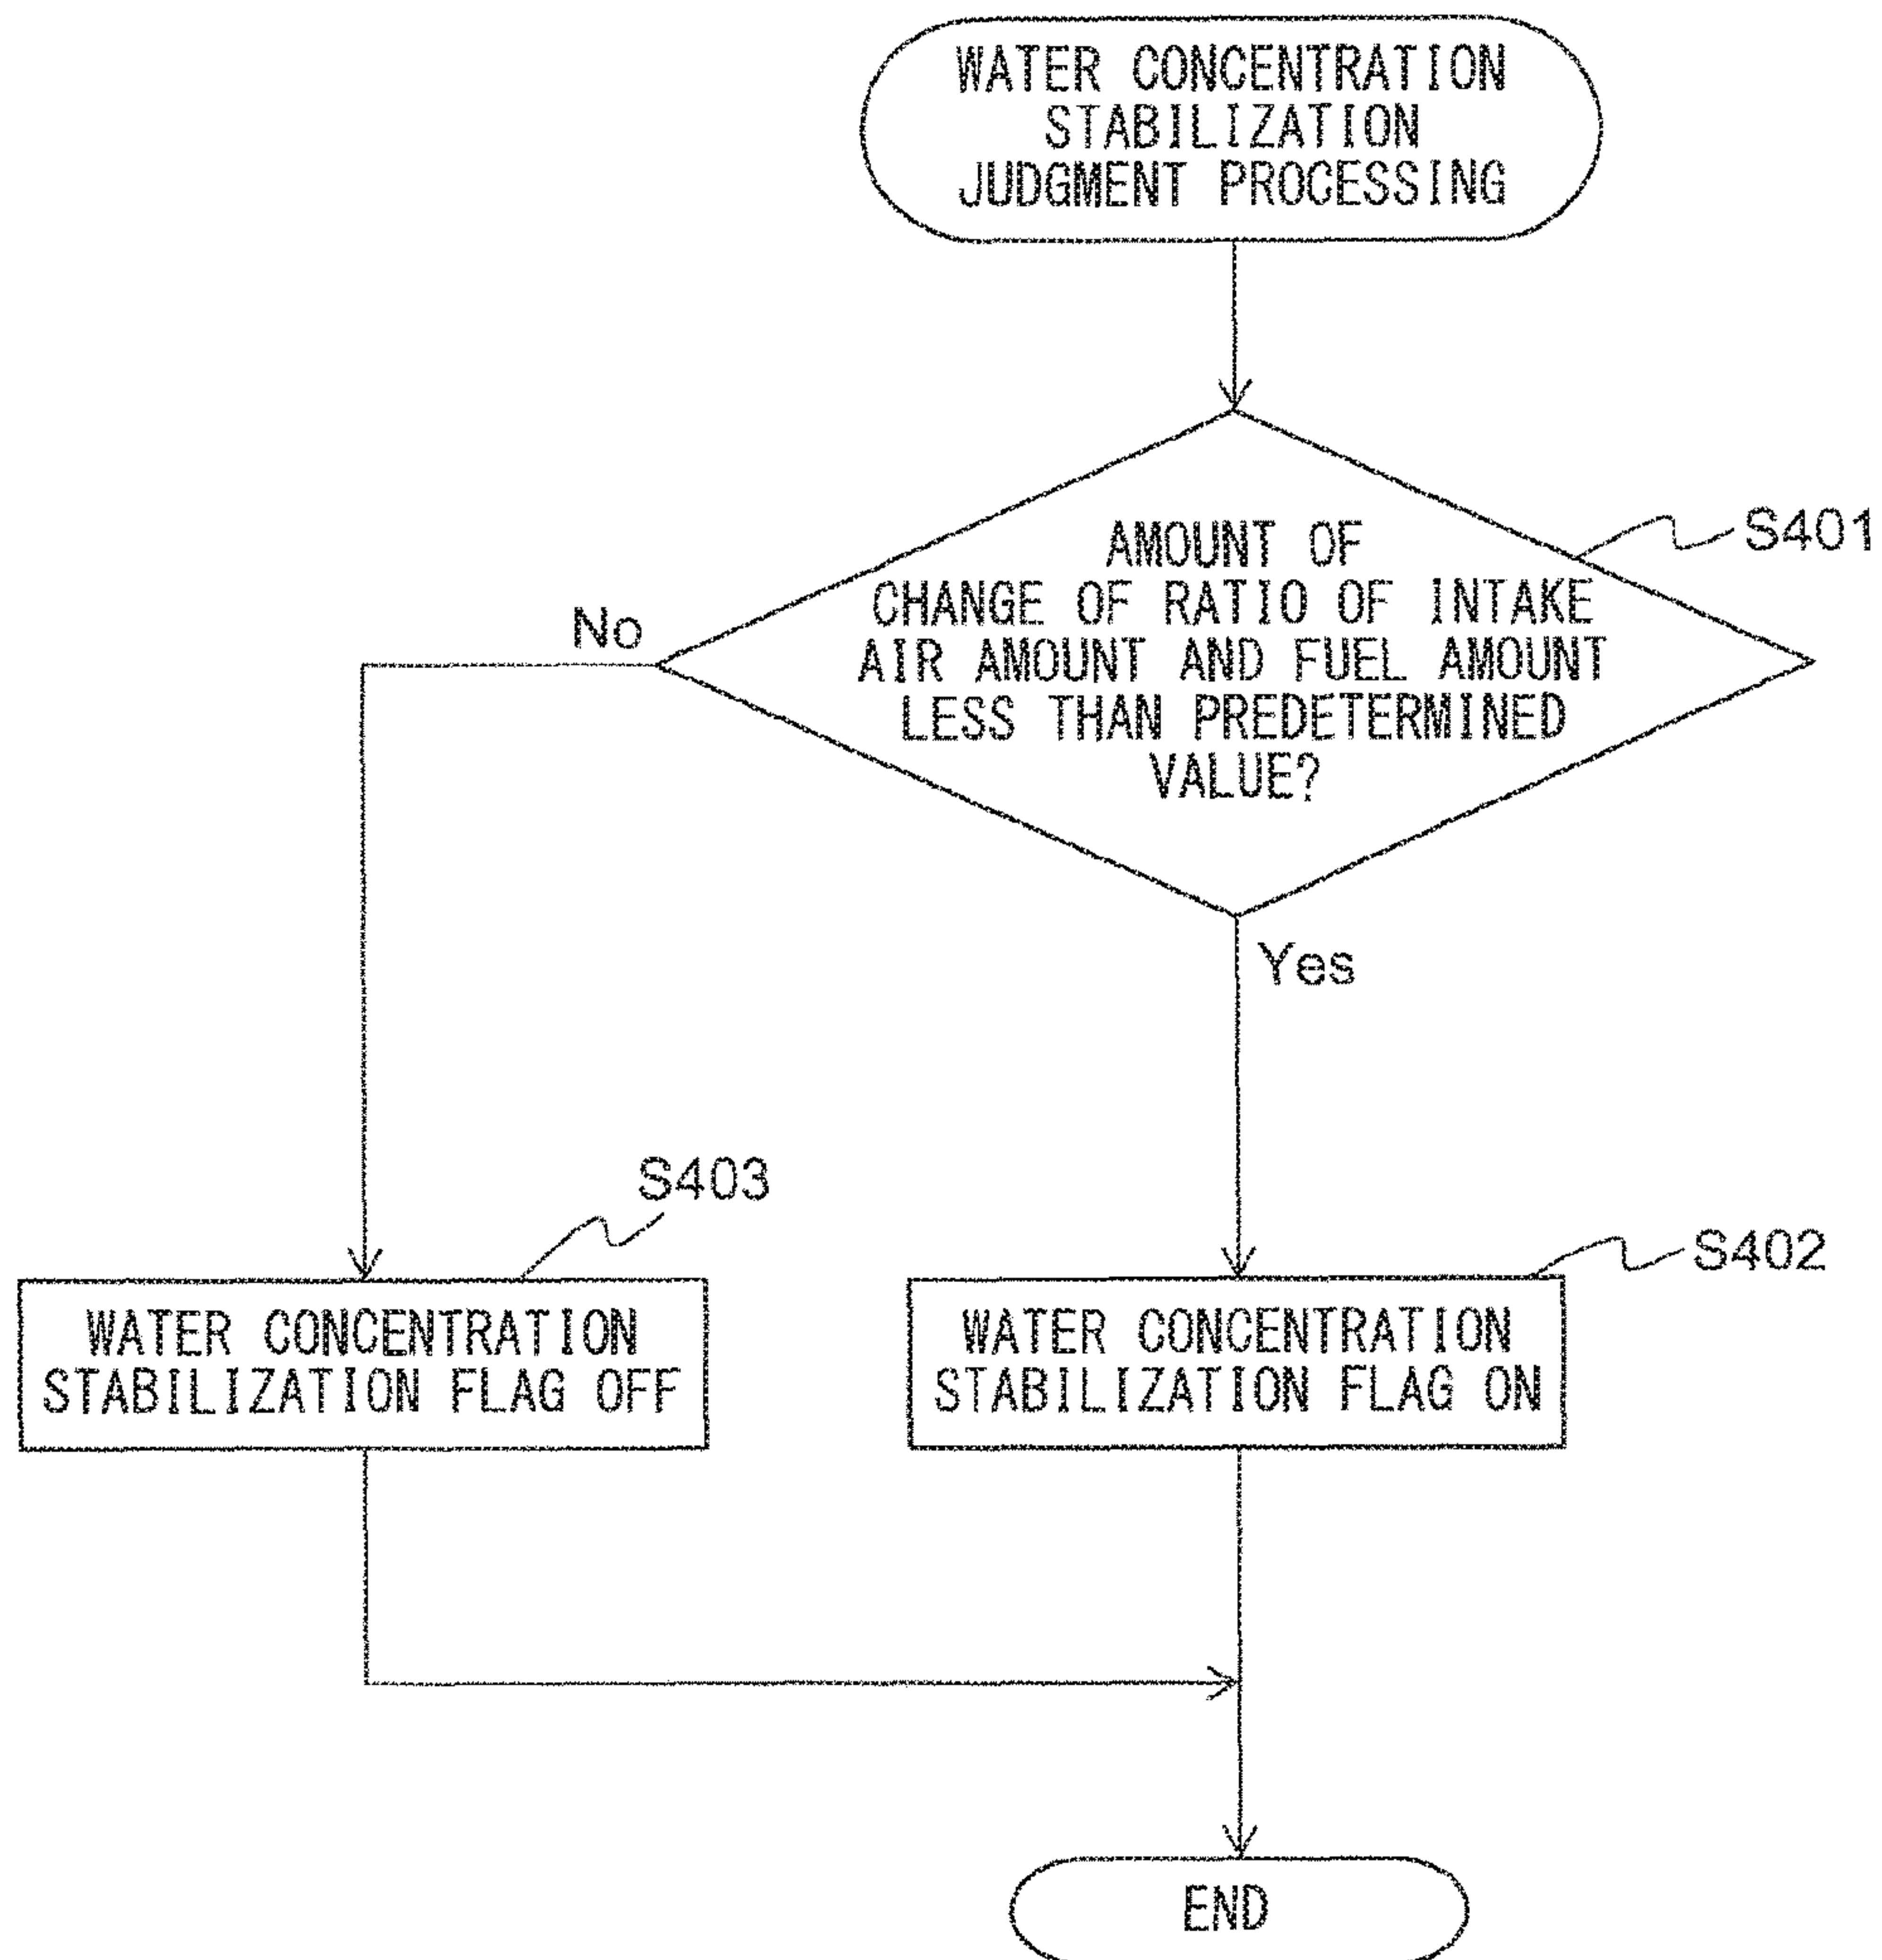 WATER CONCENTRATION
STABILIZATION
JUDGMENT PROCESSING
AMOUNT OF
CHANGE OF RATIO OF INTAKE
AIR AMOUNT AND FUEL AMOUNT
LESS THAN PREDETERMINED
VALUE?
S401
No
Yes
S403
WATER CONCENTRATION
STABILIZATION FLAG OFF
S402
WATER CONCENTRATION
STABILIZATION FLAG ON
END